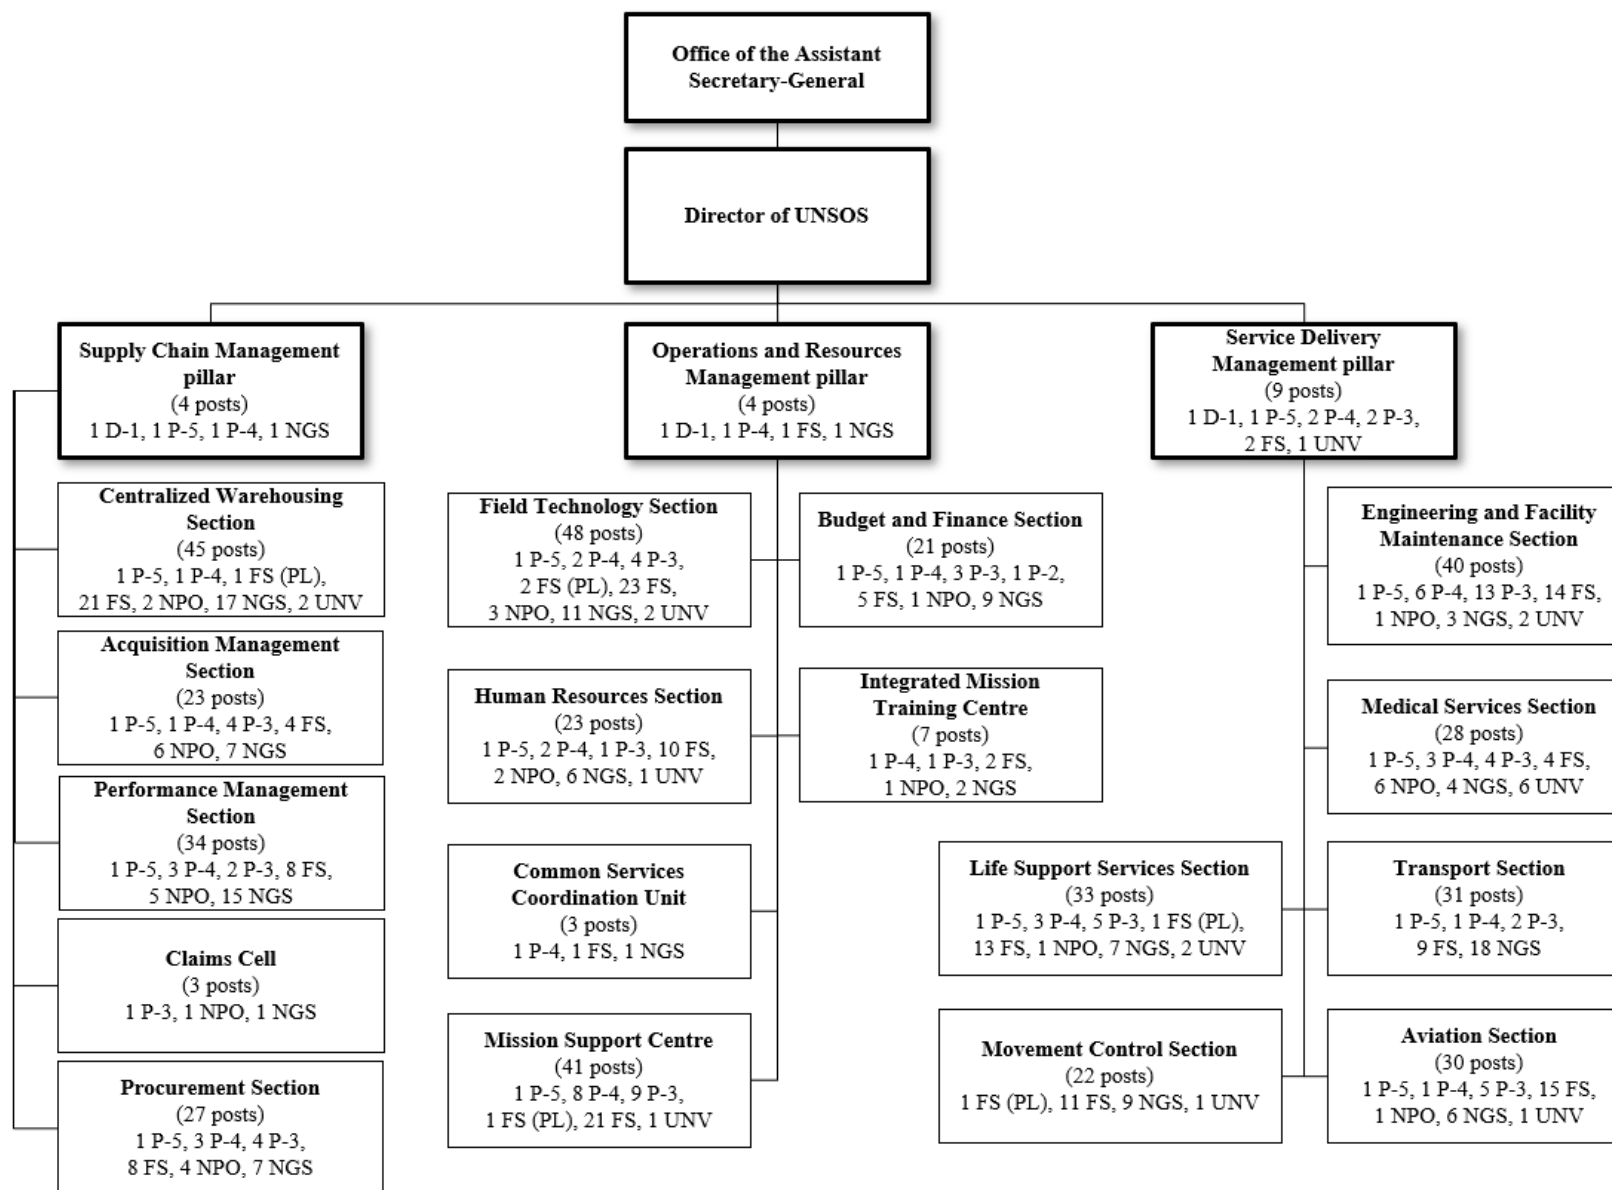 Office of the Assistant
Secretary-General
Director of UNSOS
Supply Chain Management
pillar
(4 posts)
1 D-1, 1 P-5, 1 P-4, 1 NGS
Operations and Resources
Management pillar
(4 posts)
1 D-1, 1 P-4, 1 FS, 1 NGS
Service Delivery
Management pillar
(9 posts)
1 D-1, 1 P-5, 2 P-4, 2 P-3,
2 FS, 1 UNV
Centralized Warehousing
Section
(45 posts)
1 P-5, 1 P-4, 1 FS (PL),
21 FS, 2 NPO, 17 NGS, 2 UNV
Acquisition Management
Section
(23 posts)
1 P-5, 1 P-4, 4 P-3, 4 FS,
6 NPO, 7 NGS
Performance Management
Section
(34 posts)
1 P-5, 3 P-4, 2 P-3, 8 FS,
5 NPO, 15 NGS
Claims Cell
(3 posts)
1 P-3, 1 NPO, 1 NGS
Procurement Section
(27 posts)
1 P-5, 3 P-4, 4 P-3,
8 FS, 4 NPO, 7 NGS
Field Technology Section
(48 posts)
1 P-5, 2 P-4, 4 P-3,
2 FS (PL), 23 FS,
3 NPO, 11 NGS, 2 UNV
Budget and Finance Section
(21 posts)
1 P-5, 1 P-4, 3 P-3, 1 P-2,
5 FS, 1 NPO, 9 NGS
Human Resources Section
(23 posts)
1 P-5, 2 P-4, 1 P-3, 10 FS,
2 NPO, 6 NGS, 1 UNV
Integrated Mission
Training Centre
(7 posts)
1 P-4, 1 P-3, 2 FS,
1 NPO, 2 NGS
Common Services
Coordination Unit
(3 posts)
1 P-4, 1 FS, 1 NGS
Mission Support Centre
(41 posts)
1 P-5, 8 P-4, 9 P-3,
1 FS (PL), 21 FS, 1 UNV
Engineering and Facility
Maintenance Section
(40 posts)
1 P-5, 6 P-4, 13 P-3, 14 FS,
1 NPO, 3 NGS, 2 UNV
Medical Services Section
(28 posts)
1 P-5, 3 P-4, 4 P-3, 4 FS,
6 NPO, 4 NGS, 6 UNV
Life Support Services Section
(33 posts)
1 P-5, 3 P-4, 5 P-3, 1 FS (PL),
13 FS, 1 NPO, 7 NGS, 2 UNV
Transport Section
(31 posts)
1 P-5, 1 P-4, 2 P-3,
9 FS, 18 NGS
Movement Control Section
(22 posts)
1 FS (PL), 11 FS, 9 NGS, 1 UNV
Aviation Section
(30 posts)
1 P-5, 1 P-4, 5 P-3, 15 FS,
1 NPO, 6 NGS, 1 UNV